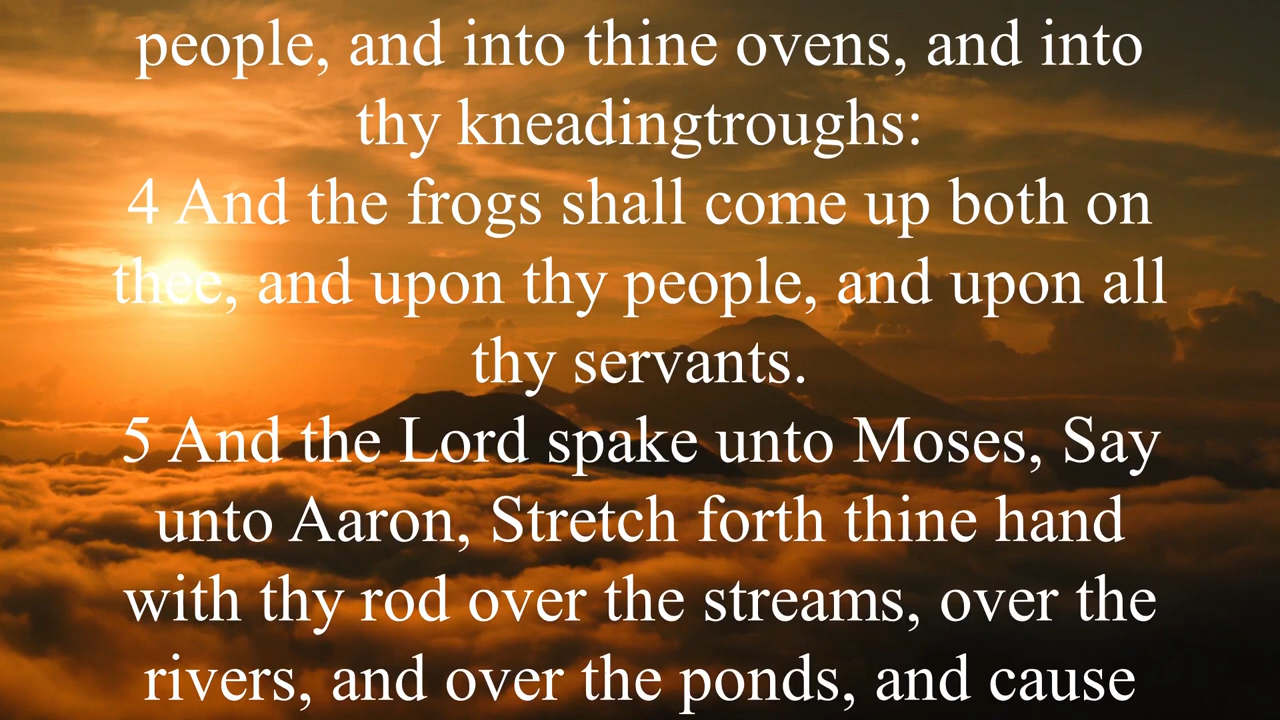 people, and into thine ovens, and into
thy kneadingtroughs:
4 And the frogs shall come up both on
thee, and upon thy people, and upon all
thy servants.
5 And the Lord spake unto Moses, Say
unto Aaron, Stretch forth thine hand
with thy rod over the streams, over the
rivers, and over the ponds, and cause